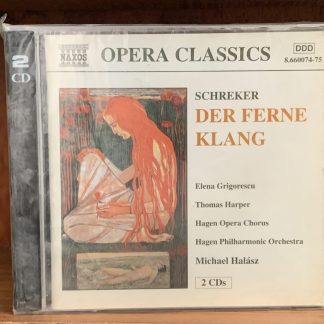 2
CD
NAXOS
OPERA CLASSICS
DDD
8.660074-75
SCHREKER
DER FERNE
KLANG
Elena Grigorescu
Thomas Harper
Hagen Opera Chorus
Hagen Philharmonic Orchestra
Michael Halász
2 CDs